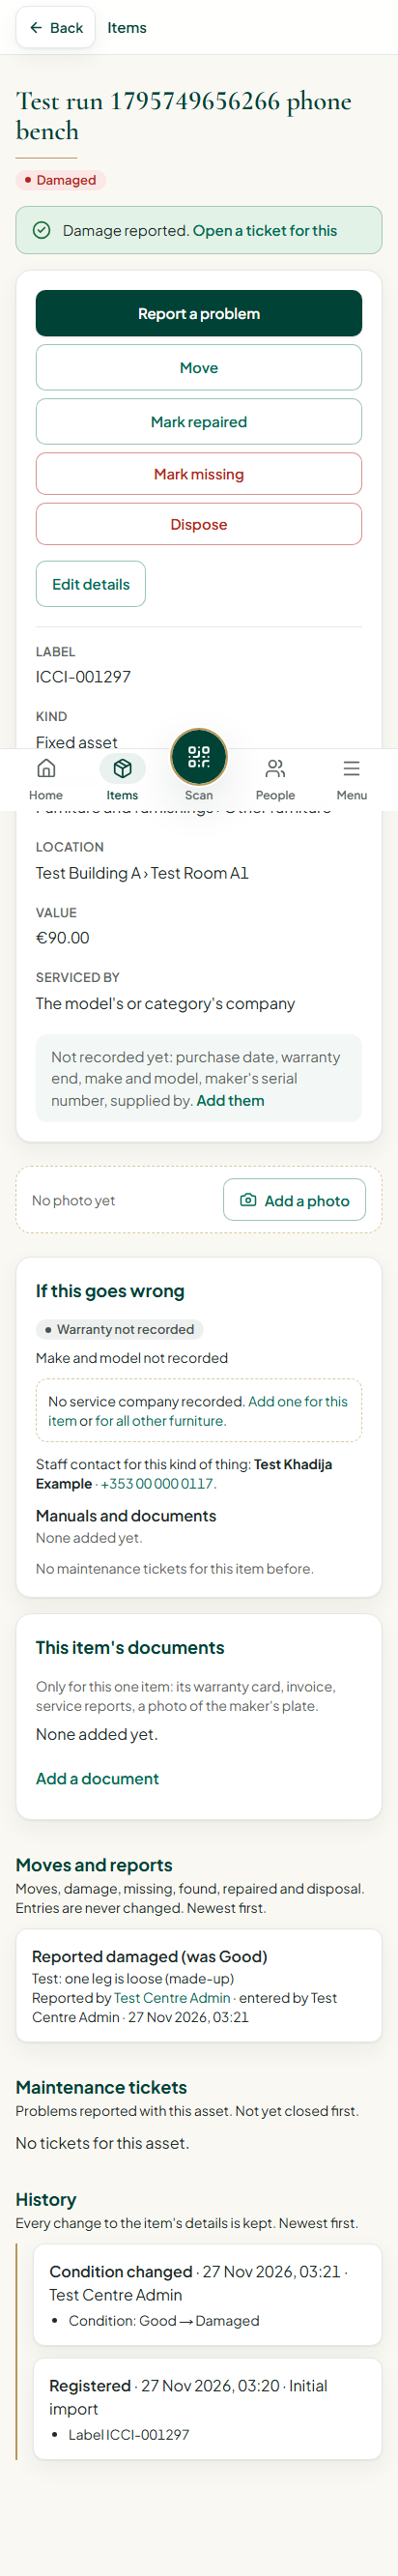 Back
Items
Test run 1795749656266 phone
bench
Damaged
Damage reported. Open a ticket for this
Report a problem
Move
Mark repaired
Mark missing
Dispose
Edit details
LABEL
ICCI-001297
KIND
Fixed asset
Home
Items
Scan
People
Menu
LOCATION
Test Building A › Test Room A1
VALUE
€90.00
SERVICED BY
The model's or category's company
Not recorded yet: purchase date, warranty
end, make and model, maker's serial
number, supplied by. Add them
No photo yet
Add a photo
If this goes wrong
Warranty not recorded
Make and model not recorded
No service company recorded. Add one for this
item or for all other furniture.
Staff contact for this kind of thing: Test Khadija
Example · +353 00 000 0117.
Manuals and documents
None added yet.
No maintenance tickets for this item before.
This item's documents
Only for this one item: its warranty card, invoice,
service reports, a photo of the maker's plate.
None added yet.
Add a document
Moves and reports
Moves, damage, missing, found, repaired and disposal.
Entries are never changed. Newest first.
Reported damaged (was Good)
Test: one leg is loose (made-up)
Reported by Test Centre Admin · entered by Test
Centre Admin · 27 Nov 2026, 03:21
Maintenance tickets
Problems reported with this asset. Not yet closed first.
No tickets for this asset.
History
Every change to the item's details is kept. Newest first.
Condition changed · 27 Nov 2026, 03:21 ·
Test Centre Admin
Condition: Good → Damaged
Registered · 27 Nov 2026, 03:20 · Initial
import
Label ICCI-001297